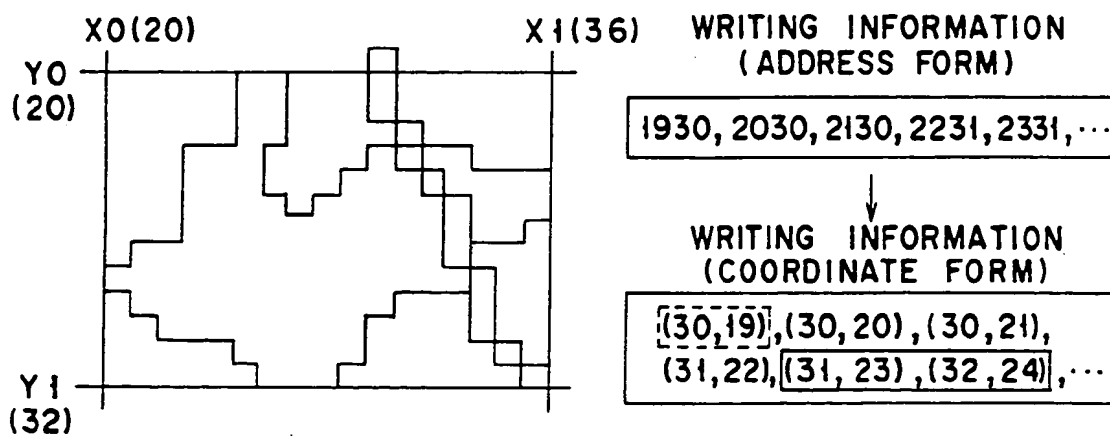 X0(20)
X1(36)
Y0
(20)
Y1
(32)
WRITING INFORMATION
(ADDRESS FORM)
1930, 2030, 2130, 2231, 2331, ···
WRITING INFORMATION
(COORDINATE FORM)
(30,19), (30,20), (30,21),
(31,22), (31,23), (32,24), ···